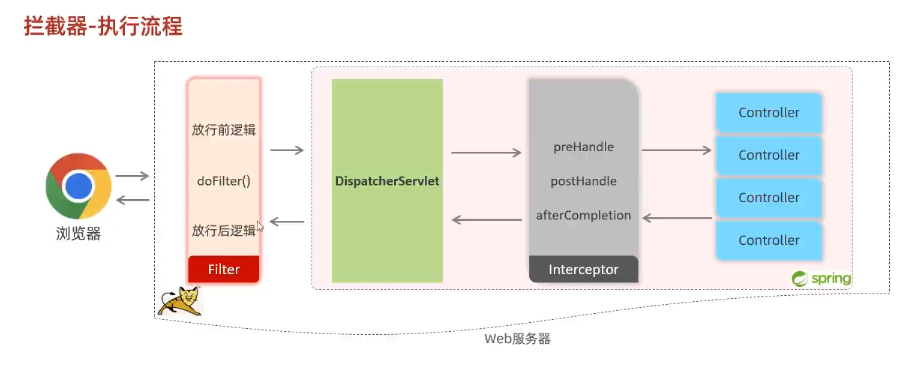 拦截器-执行流程
浏览器
放行前逻辑
doFilter()
放行后逻辑
Filter
DispatcherServlet
preHandle
postHandle
afterCompletion
Interceptor
Controller
Controller
Controller
Controller
spring
Web服务器